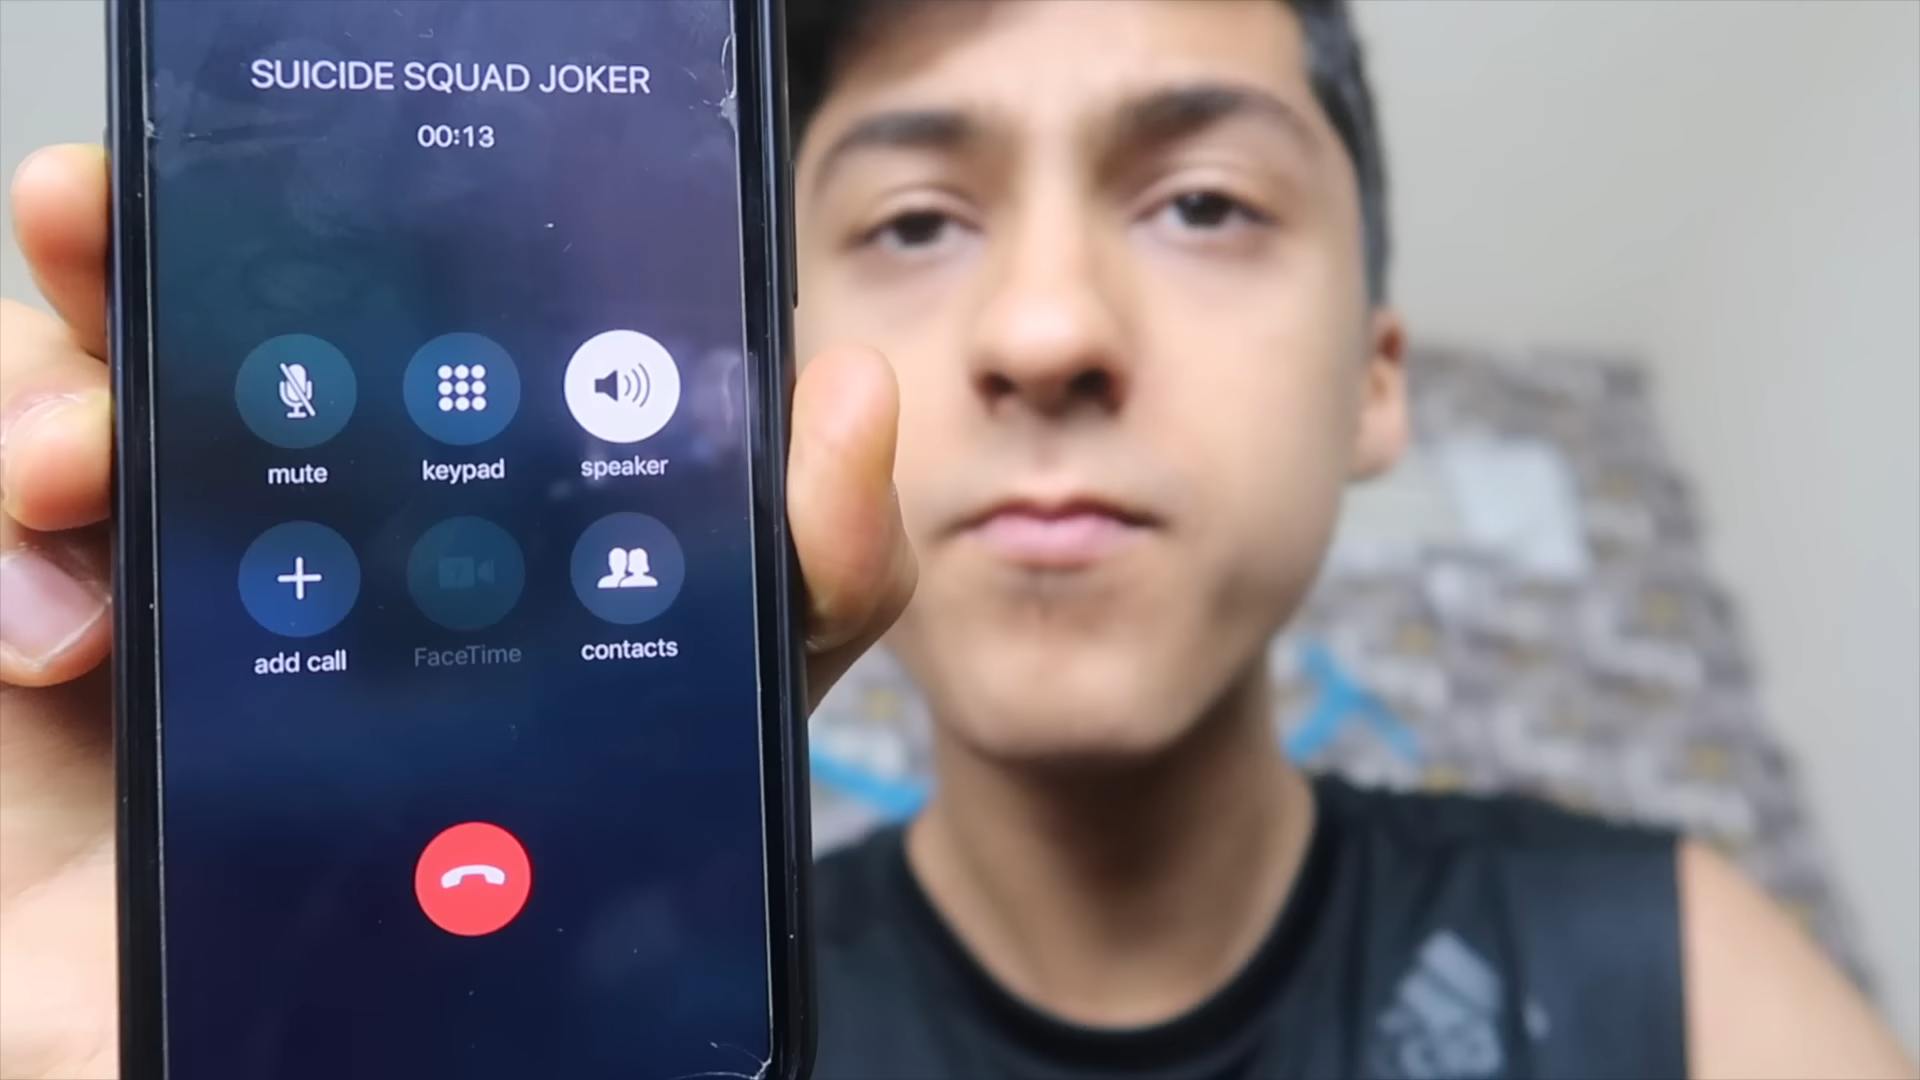 SUICIDE SQUAD JOKER
00:13
mute
keypad
speaker
add call
FaceTime
contacts